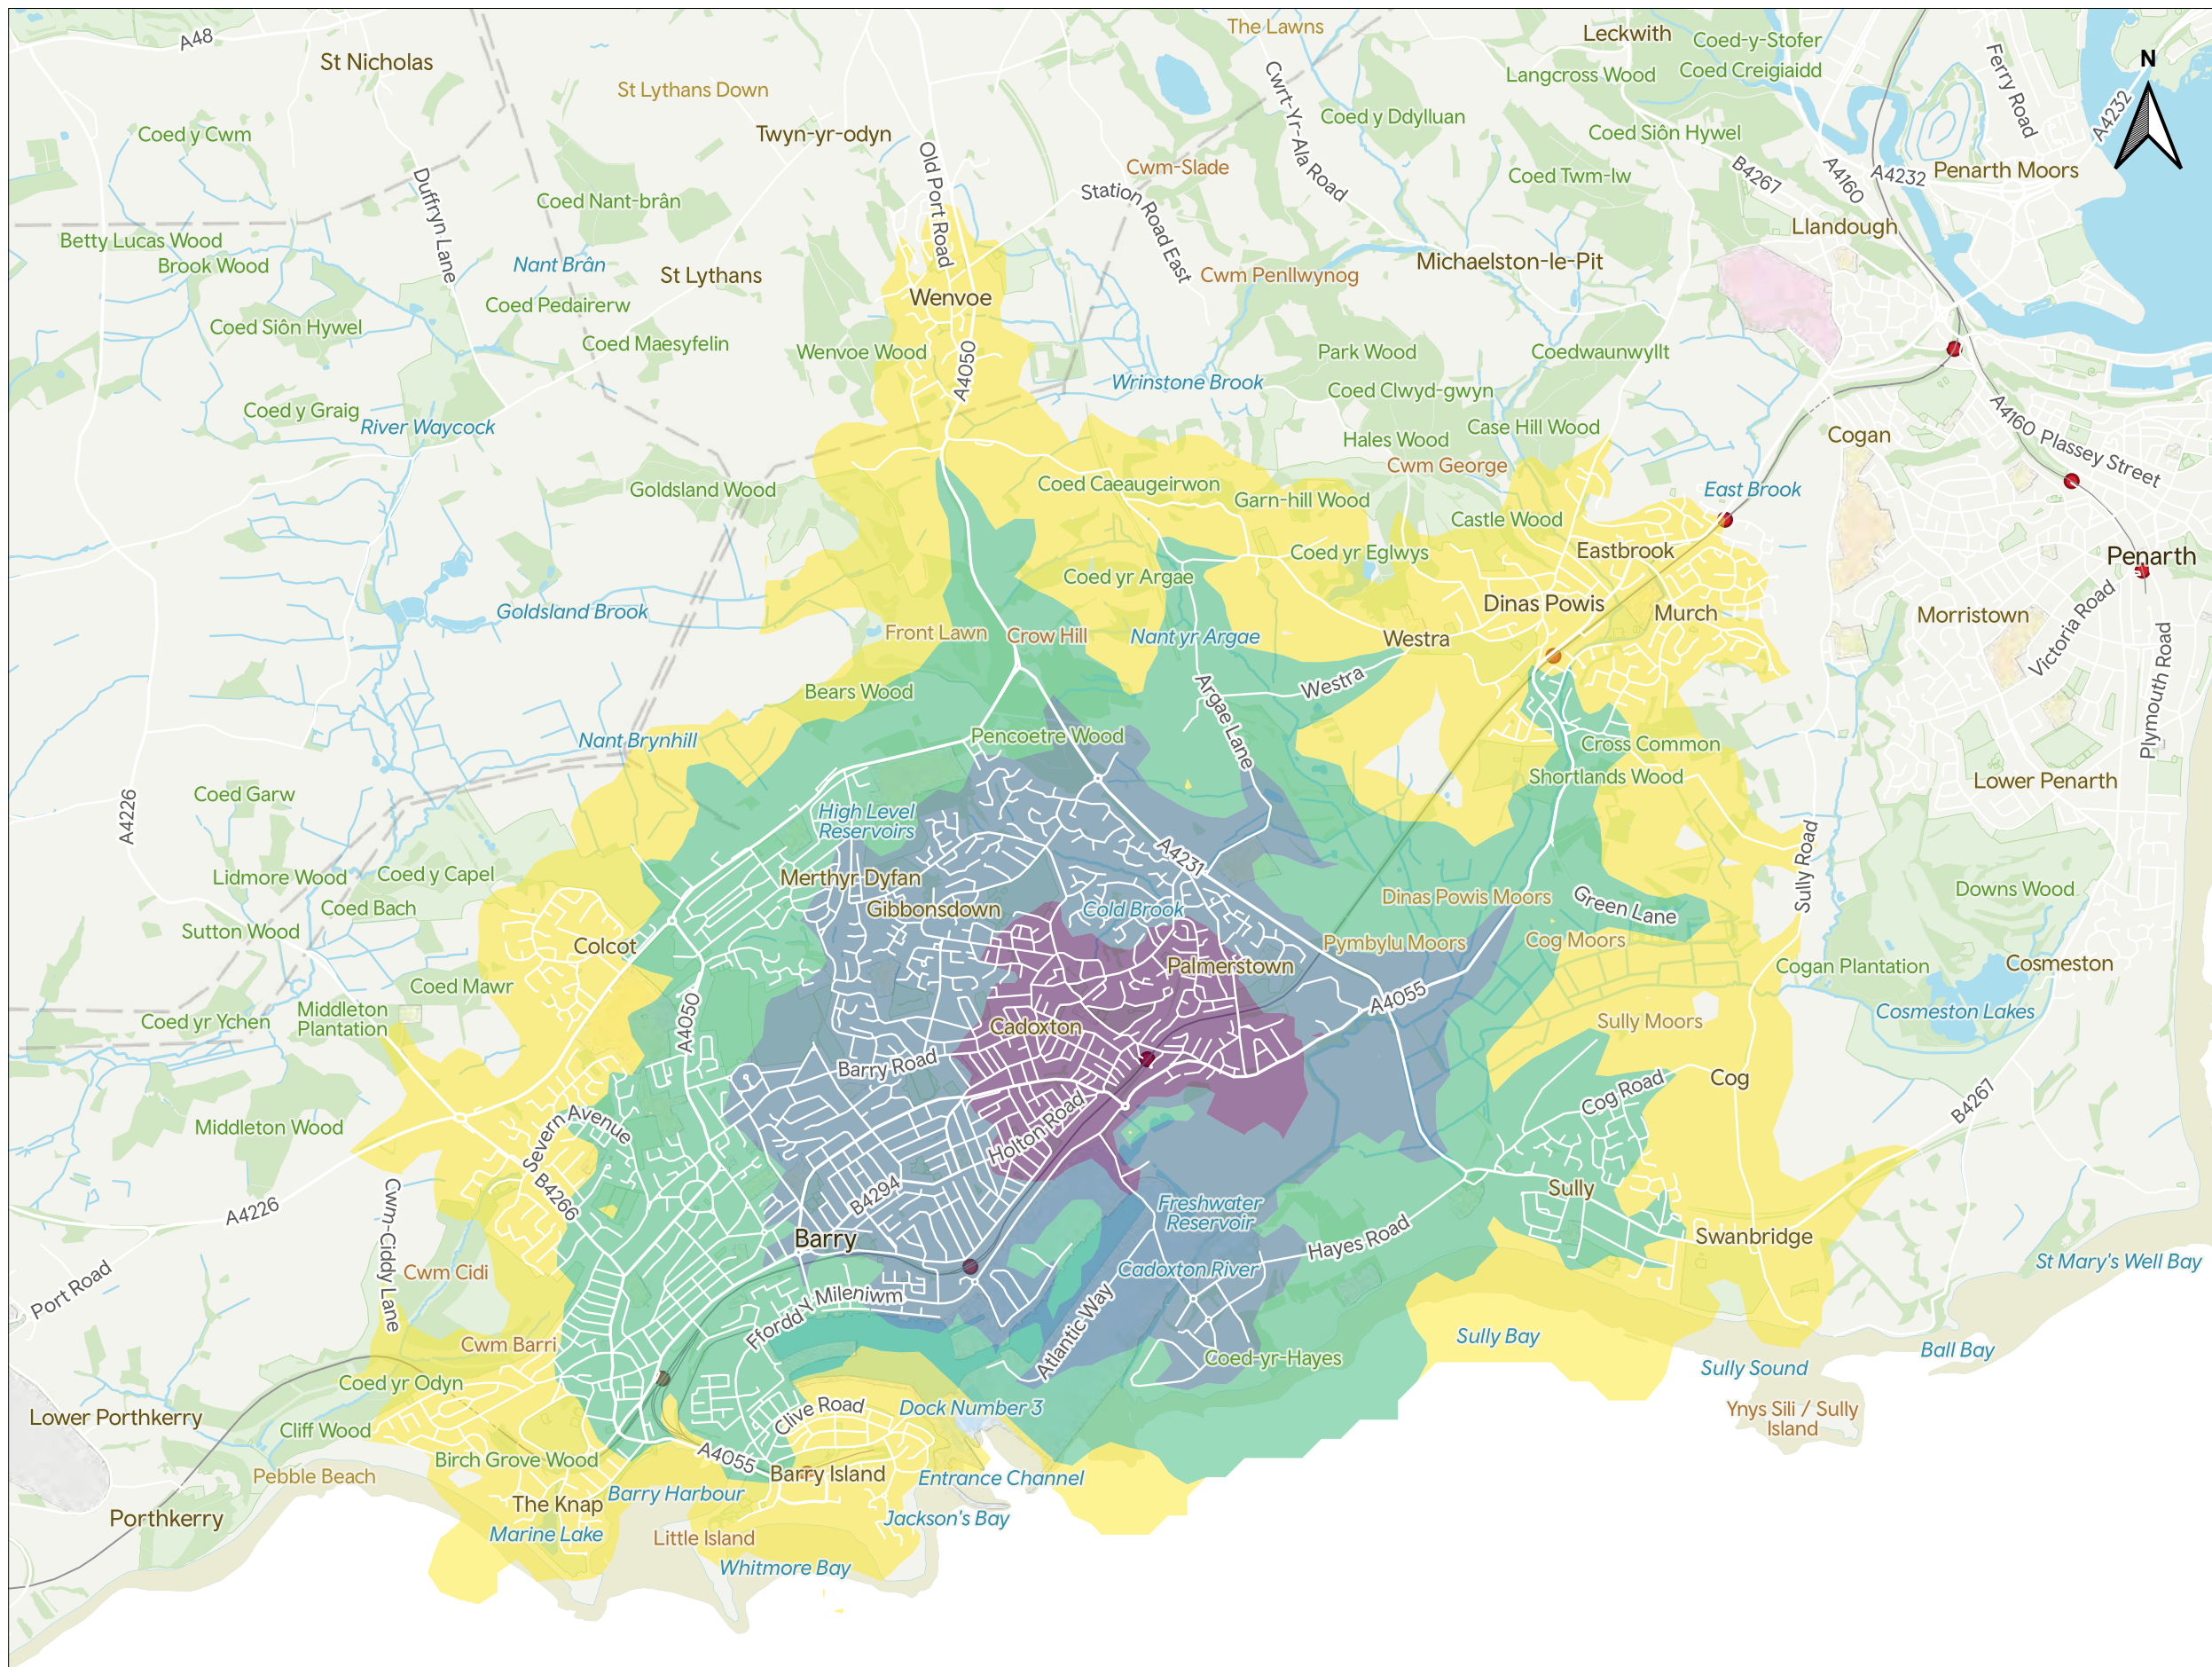 The Lawns
Leckwith
Coed-y-Stofer
A48
St Nicholas
Ferry Road
N
Langcross Wood
Coed Creigiaidd
St Lythans Down
Cwrt-Yr-Ala Road
A4232
Coed y Ddylluan
Coed y Cwm
Twyn-yr-odyn
Coed Siôn Hywel
Old Port Road
Cwm-Slade
B4267
A4160
A4232
Penarth Moors
Duffryn Lane
Coed Twm-lw
Station Road East
Coed Nant-brân
Llandough
Betty Lucas Wood
Brook Wood
Nant Brân
St Lythans
Cwm Penllwynog
Michaelston-le-Pit
Wenvoe
Coed Pedairerw
Coed Siôn Hywel
Coed Maesyfelin
Wenvoe Wood
A4050
Park Wood
Coedwaunwyllt
Wrinstone Brook
Coed Clwyd-gwyn
Coed y Graig
River Waycock
Hales Wood
Case Hill Wood
A4160
Plassey Street
Cogan
Cwm George
Goldsland Wood
Coed Caeaugeirwon
Garn-hill Wood
East Brook
Castle Wood
Coed yr Eglwys
Eastbrook
Penarth
Coed yr Argae
Goldsland Brook
Dinas Powis
Murch
Morristown
Victoria Road
Front Lawn
Crow Hill
Nant yr Argae
Westra
Plymouth Road
Bears Wood
Argae Lane
Westra
Nant Brynhill
Pencoetre Wood
Cross Common
Shortlands Wood
Lower Penarth
Coed Garw
A4226
High Level
Reservoirs
A4231
Sully Road
Lidmore Wood
Coed y Capel
Merthyr Dyfan
Dinas Powis Moors
Downs Wood
Coed Bach
Gibbonsdown
Cold Brook
Green Lane
Sutton Wood
Colcot
Pymbylu Moors
Cog Moors
Palmerstown
Cogan Plantation
Cosmeston
Coed Mawr
A4055
Middleton
Plantation
Coed yr Ychen
A4050
Cadoxton
Sully Moors
Cosmeston Lakes
Barry Road
Cog
Cog Road
B4267
Middleton Wood
Severn Avenue
Holton Road
B4266
B4294
Sully
A4226
Cwm-Ciddy Lane
Freshwater
Reservoir
Barry
Hayes Road
Swanbridge
St Mary's Well Bay
Port Road
Cwm Cidi
Cadoxton River
Ffordd Y Mileniwm
Atlantic Way
Cwm Barri
Coed-yr-Hayes
Sully Bay
Ball Bay
Sully Sound
Coed yr Odyn
Lower Porthkerry
Cliff Wood
Clive Road
Dock Number 3
Ynys Sili / Sully
Island
Birch Grove Wood
A4055
Pebble Beach
Barry Island
Entrance Channel
Barry Harbour
The Knap
Porthkerry
Marine Lake
Little Island
Jackson's Bay
Whitmore Bay